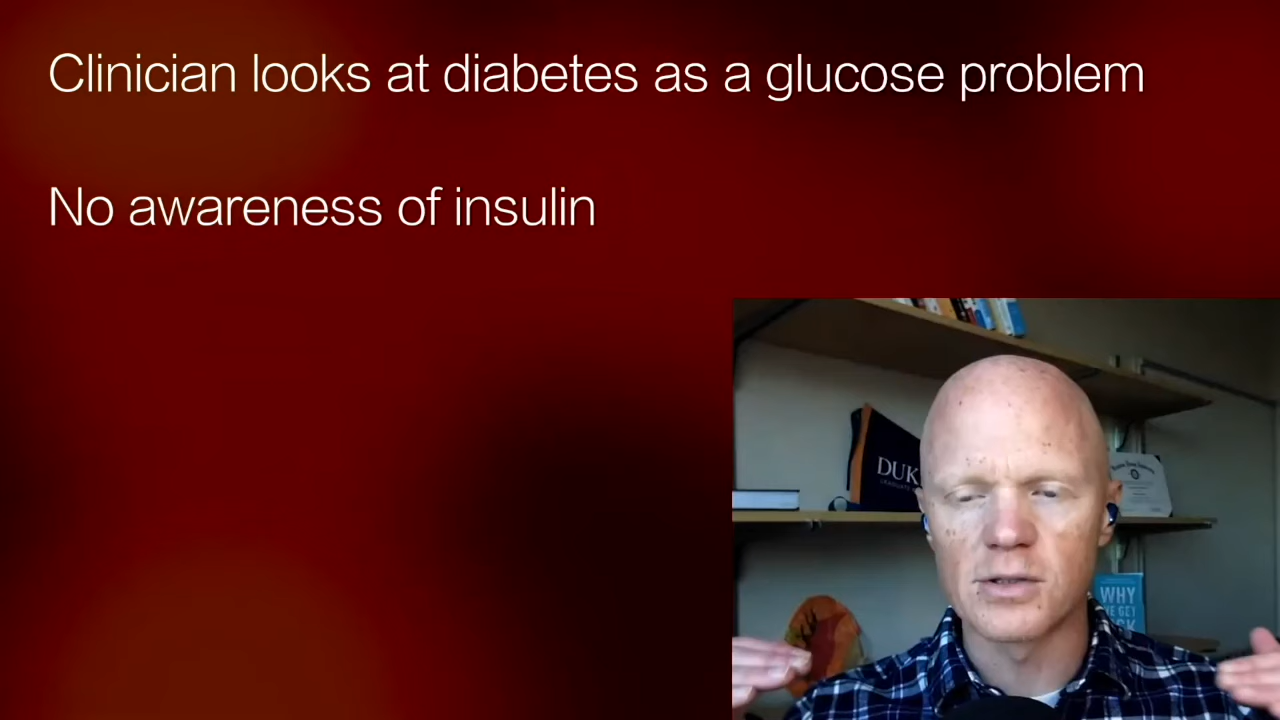 Clinician looks at diabetes as a glucose problem
No awareness of insulin
DUK
WHY